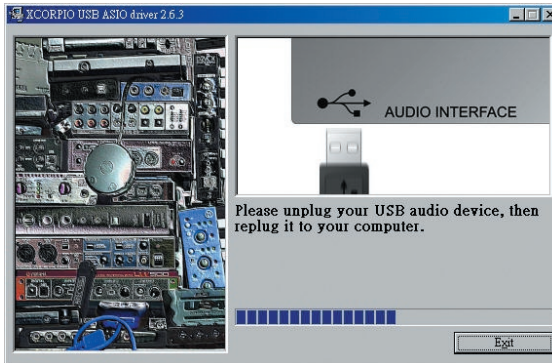 XCORPIO USB ASIO driver 2.6.3
AUDIO INTERFACE
Please unplug your USB audio device, then
replug it to your computer.
Exit